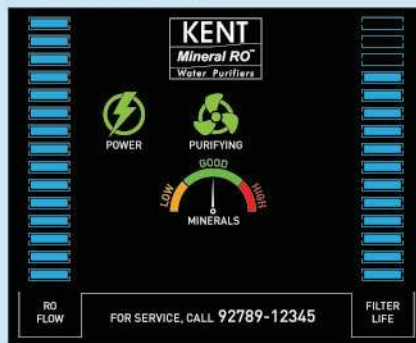 KENT
Mineral RO™
Water Purifiers
POWER
PURIFYING
LOW
GOOD
HIGH
MINERALS
RO
FLOW
FOR SERVICE, CALL 92789-12345
FILTER
LIFE